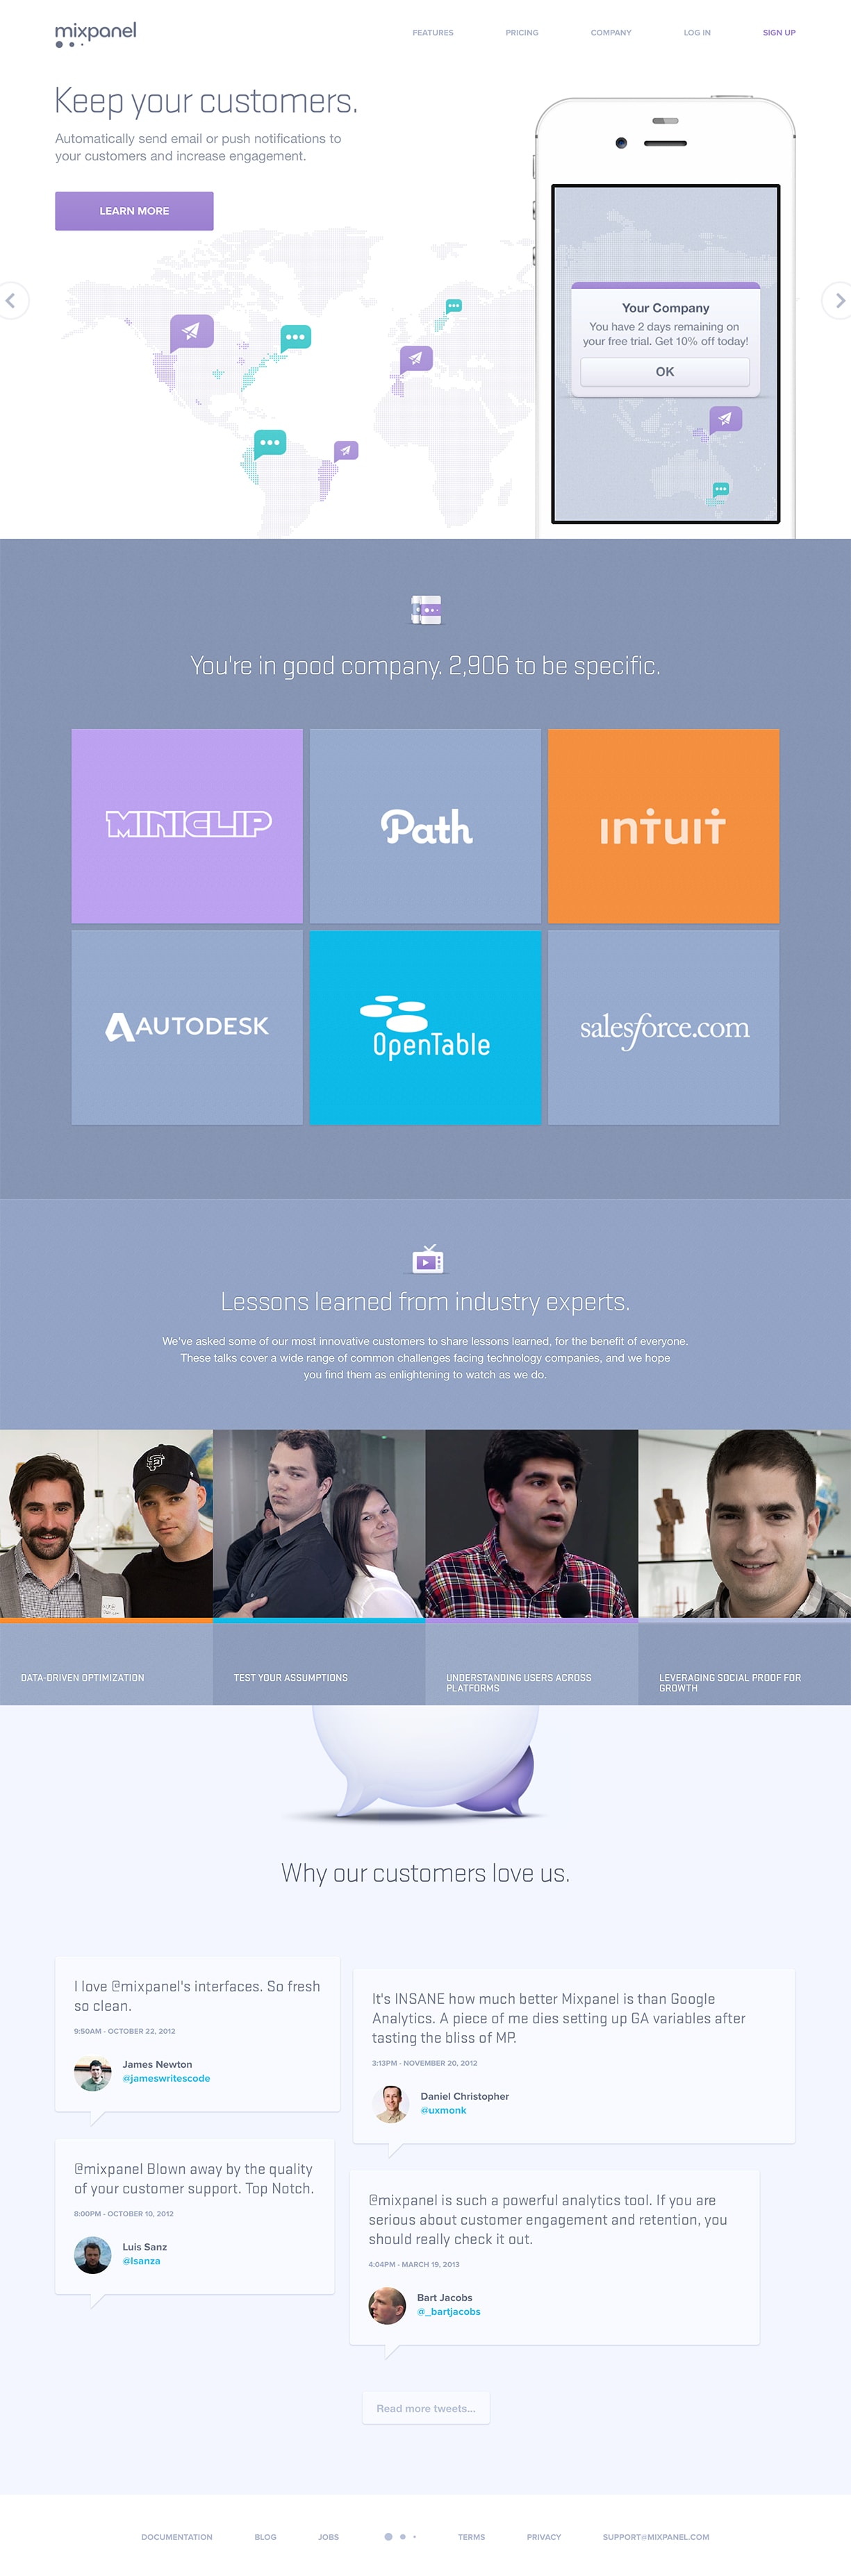 mixpanel
FEATURES
PRICING
COMPANY
LOG IN
SIGN UP
Keep your customers.
Automatically send email or push notifications to
your customers and increase engagement.
LEARN MORE
Your Company
You have 2 days remaining on
your free trial. Get 10% off today!
OK
You're in good company. 2,906 to be specific.
MINICLIP
Path
intuit
AUTODESK
OpenTable
salesforce.com
Lessons learned from industry experts.
We've asked some of our most innovative customers to share lessons learned, for the benefit of everyone.
These talks cover a wide range of common challenges facing technology companies, and we hope
you find them as enlightening to watch as we do.
SF
DATA-DRIVEN OPTIMIZATION
TEST YOUR ASSUMPTIONS
UNDERSTANDING USERS ACROSS
PLATFORMS
LEVERAGING SOCIAL PROOF FOR
GROWTH
Why our customers love us.
I love @mixpanel's interfaces. So fresh
so clean.
9:50AM - OCTOBER 22, 2012
James Newton
@jameswritescode
It's INSANE how much better Mixpanel is than Google
Analytics. A piece of me dies setting up GA variables after
tasting the bliss of MP.
3:13PM - NOVEMBER 20, 2012
Daniel Christopher
@uxmonk
@mixpanel Blown away by the quality
of your customer support. Top Notch.
8:00PM - OCTOBER 10, 2012
Luis Sanz
@lsanza
@mixpanel is such a powerful analytics tool. If you are
serious about customer engagement and retention, you
should really check it out.
4:04PM - MARCH 19, 2013
Bart Jacobs
@_bartjacobs
Read more tweets...
DOCUMENTATION
BLOG
JOBS
TERMS
PRIVACY
SUPPORT@MIXPANEL.COM